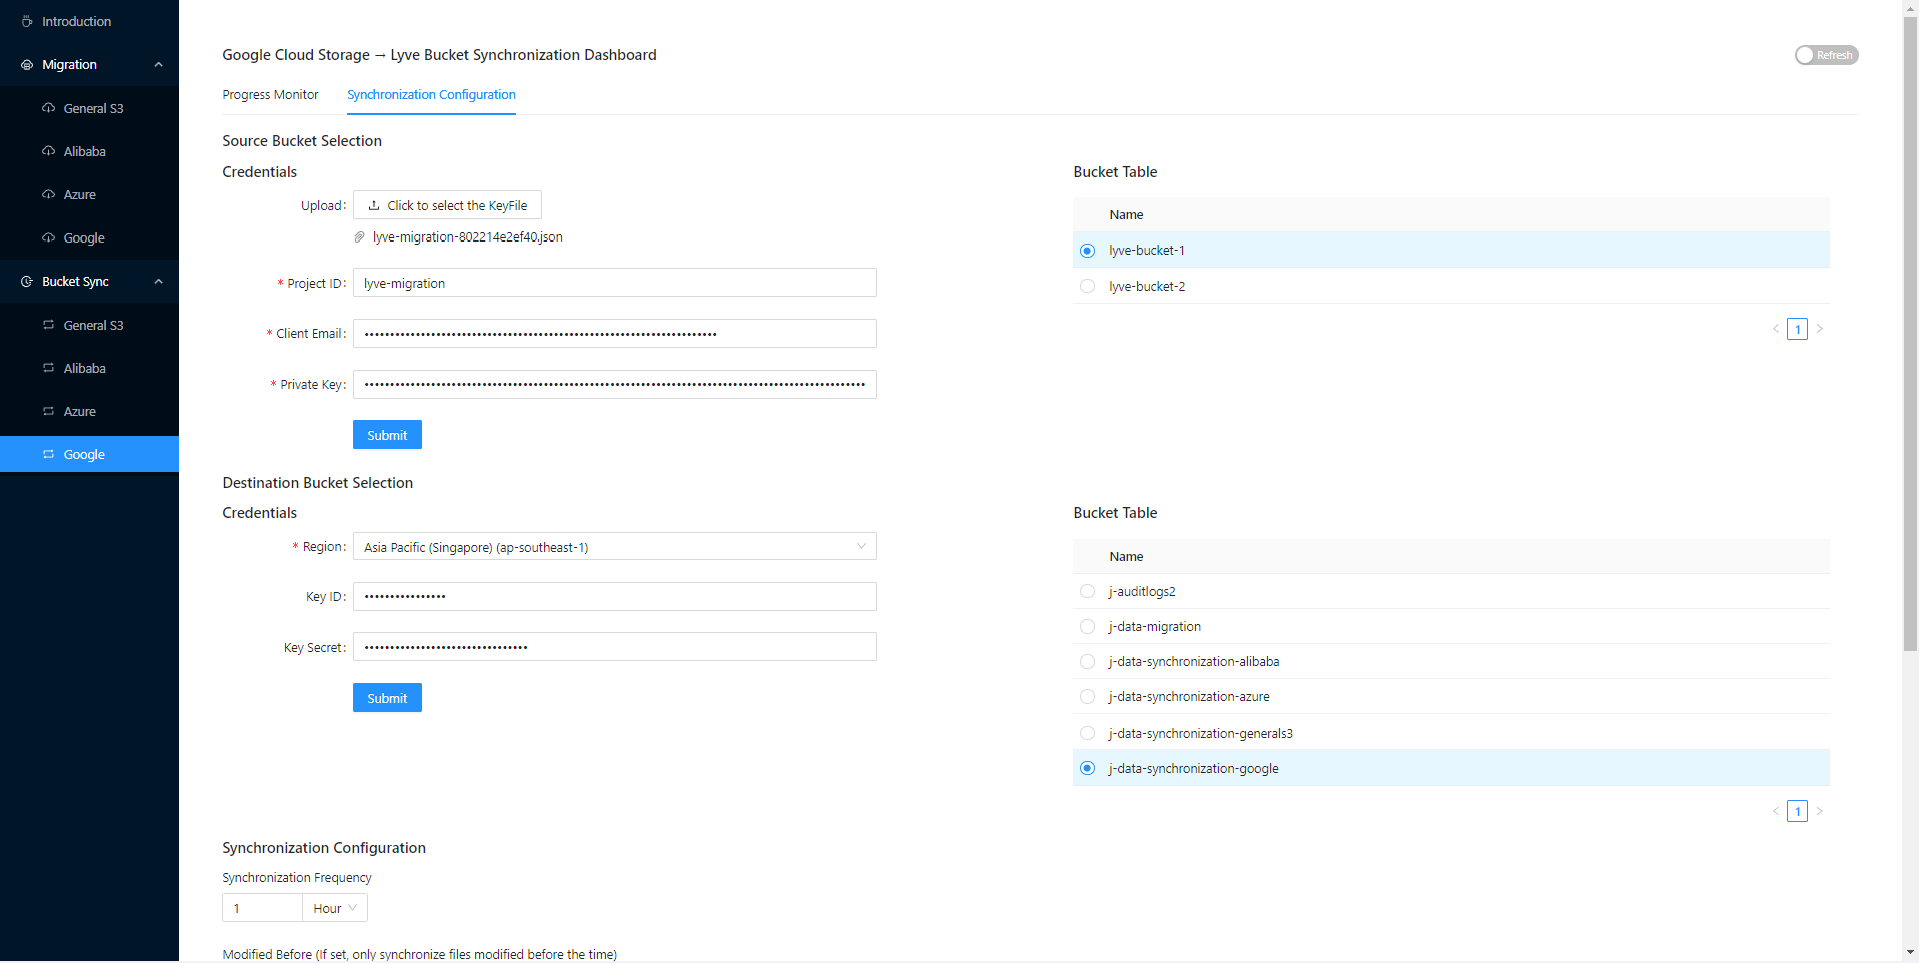 Introduction
Migration
General S3
Alibaba
Azure
Google
Bucket Sync
General S3
Alibaba
Azure
Google
Google Cloud Storage → Lyve Bucket Synchronization Dashboard
Refresh
Progress Monitor
Synchronization Configuration
Source Bucket Selection
Credentials
Upload:
Click to select the KeyFile
lyve-migration-802214e2ef40.json
* Project ID:
lyve-migration
* Client Email:
* Private Key:
Submit
Bucket Table
Name
lyve-bucket-1
lyve-bucket-2
< 1 >
Destination Bucket Selection
Credentials
* Region:
Asia Pacific (Singapore) (ap-southeast-1)
Key ID:
Key Secret:
Submit
Bucket Table
Name
j-auditlogs2
j-data-migration
j-data-synchronization-alibaba
j-data-synchronization-azure
j-data-synchronization-generals3
j-data-synchronization-google
< 1 >
Synchronization Configuration
Synchronization Frequency
1 Hour
Modified Before (If set, only synchronize files modified before the time)